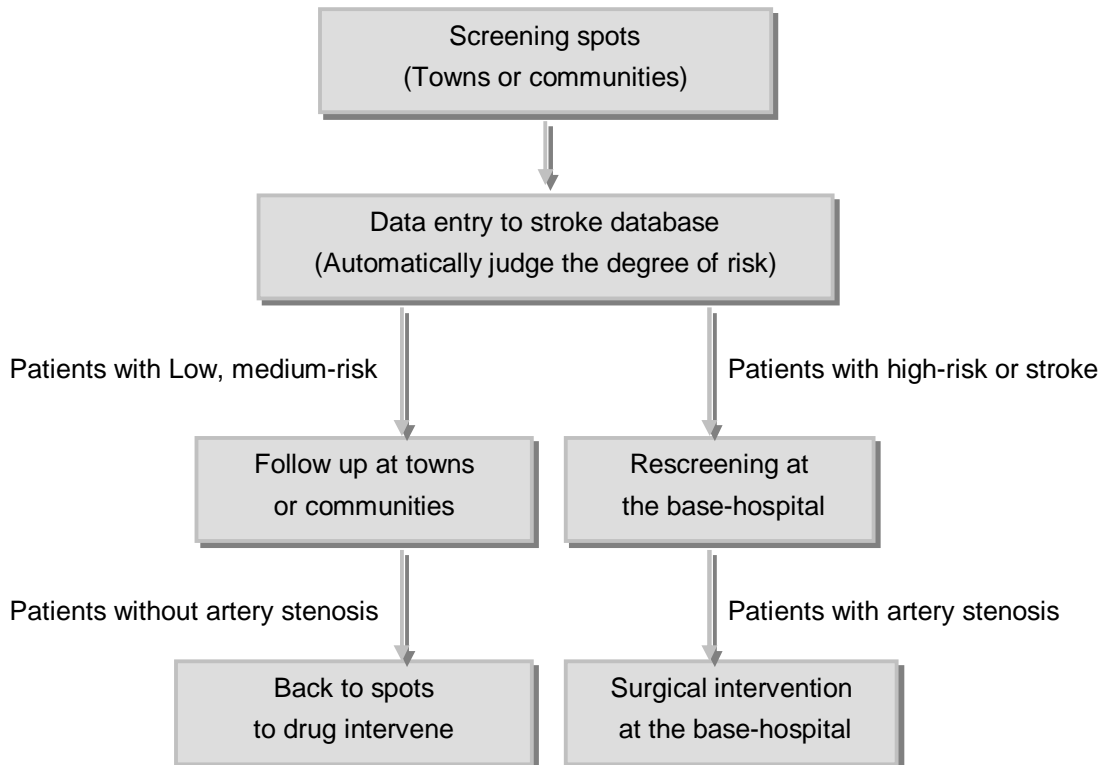 Screening spots
(Towns or communities)
Data entry to stroke database
(Automatically judge the degree of risk)
Patients with Low, medium-risk
Patients with high-risk or stroke
Follow up at towns
or communities
Rescreening at
the base-hospital
Patients without artery stenosis
Patients with artery stenosis
Back to spots
to drug intervene
Surgical intervention
at the base-hospital